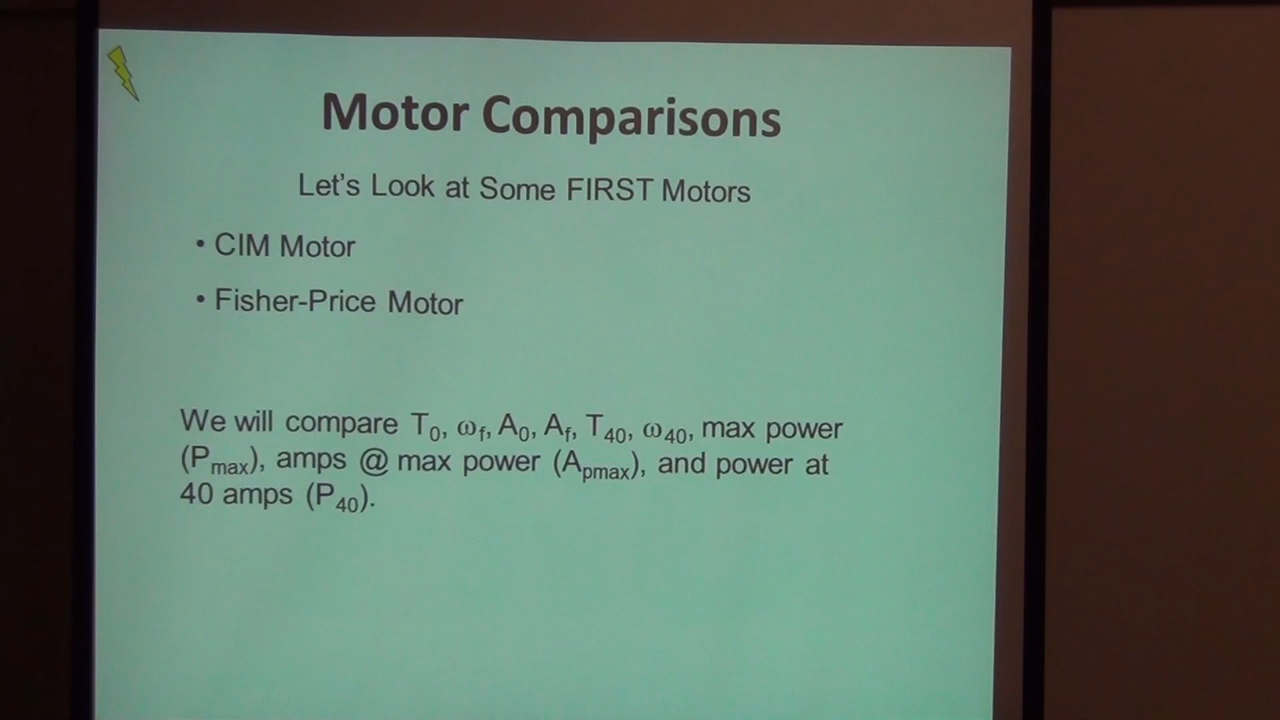 Motor Comparisons
Let's Look at Some FIRST Motors
• CIM Motor
• Fisher-Price Motor
We will compare T₀, ωf, A₀, Af, T₄₀, ω₄₀, max power
(Pmax), amps @ max power (Apmax), and power at
40 amps (P₄₀).